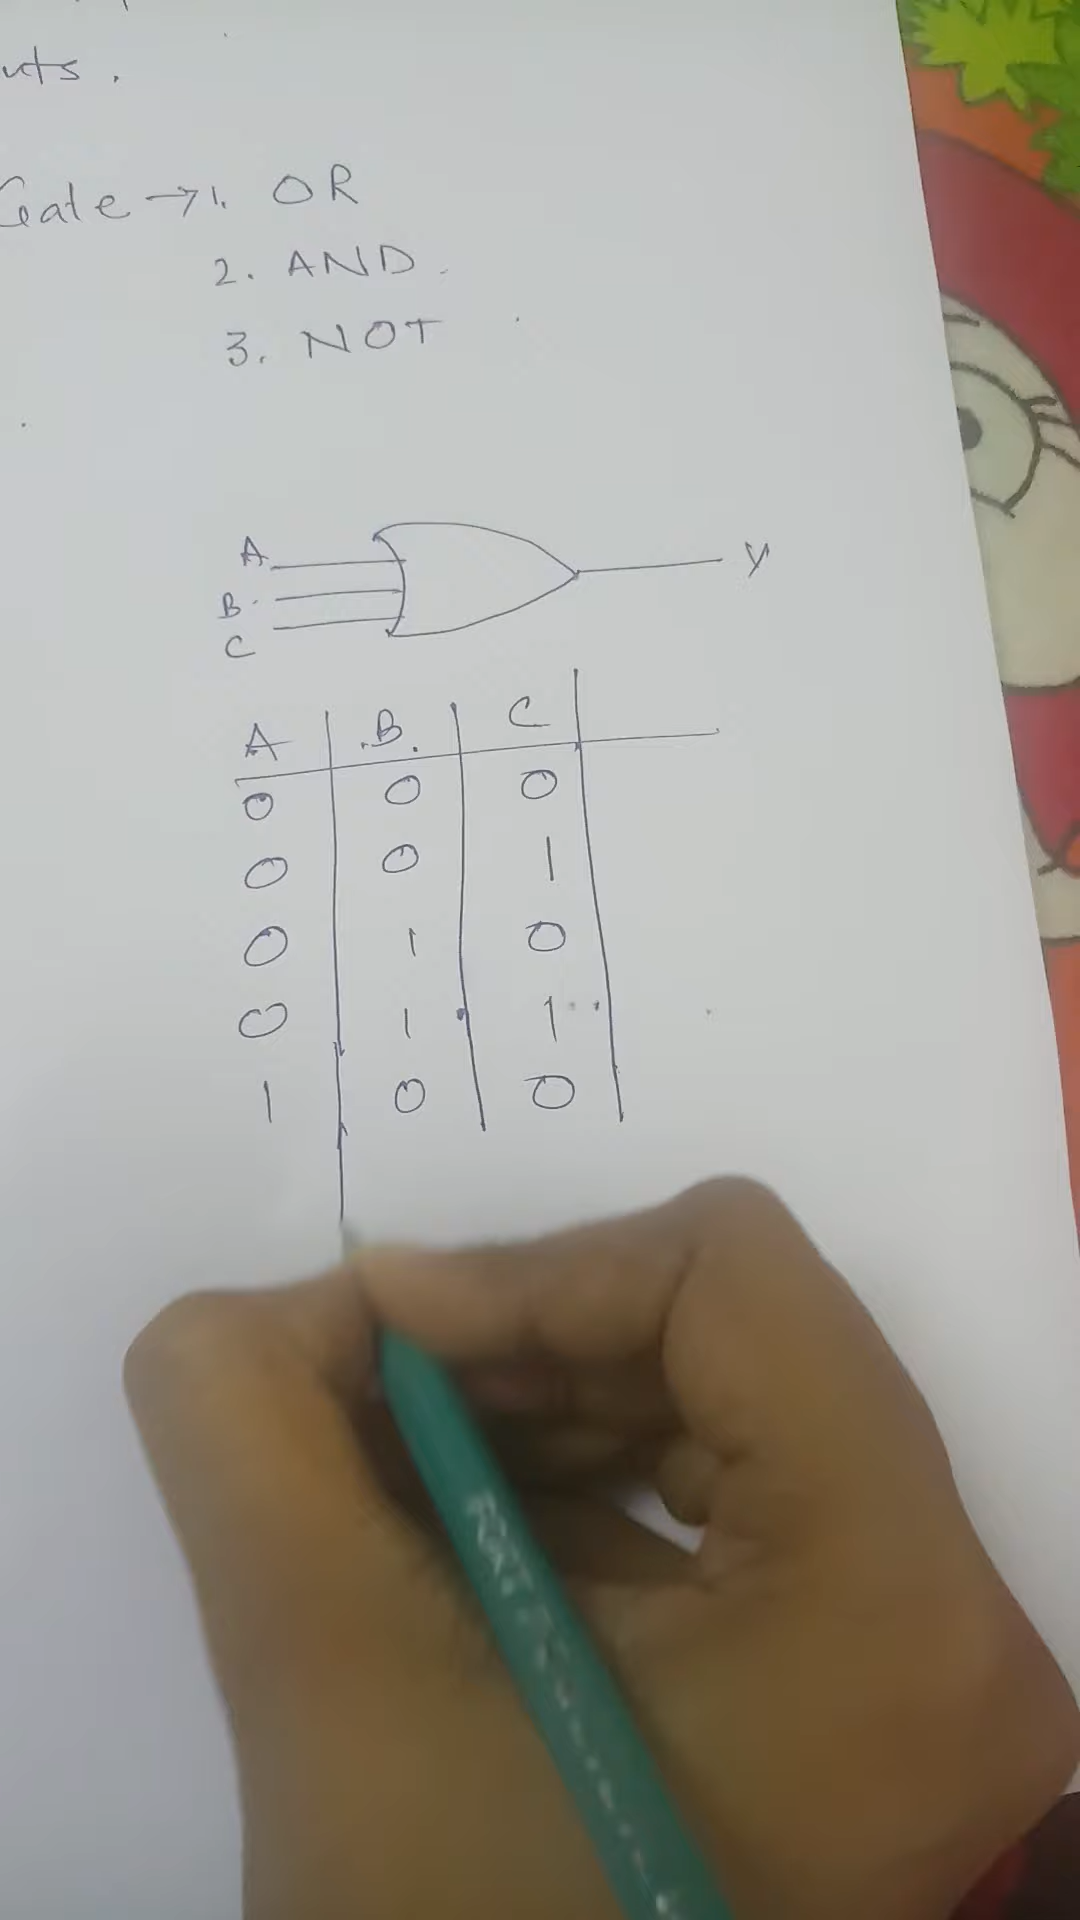 uts.
Gate → 1. OR
2. AND
3. NOT
A
B
C
Y
A B C
0 0 0
0 0 1
0 1 0
0 1 1
1 0 0